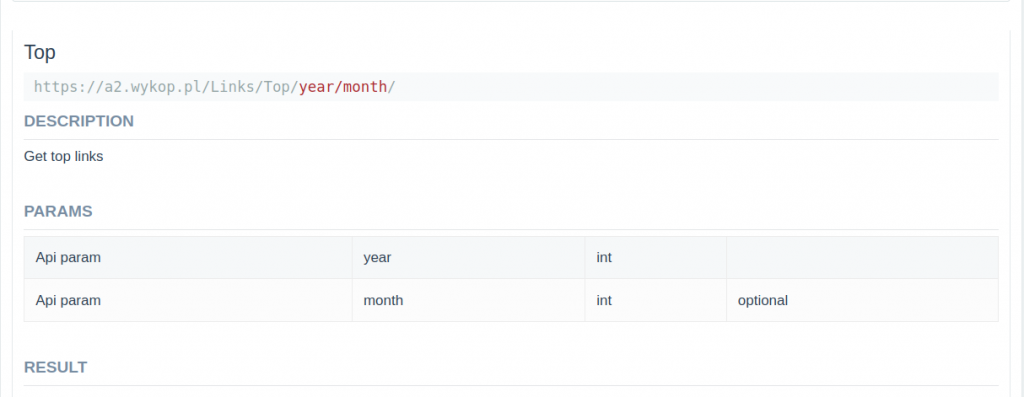 Top
https://a2.wykop.pl/Links/Top/year/month/
DESCRIPTION
Get top links
PARAMS
Api param year int
Api param month int optional
RESULT